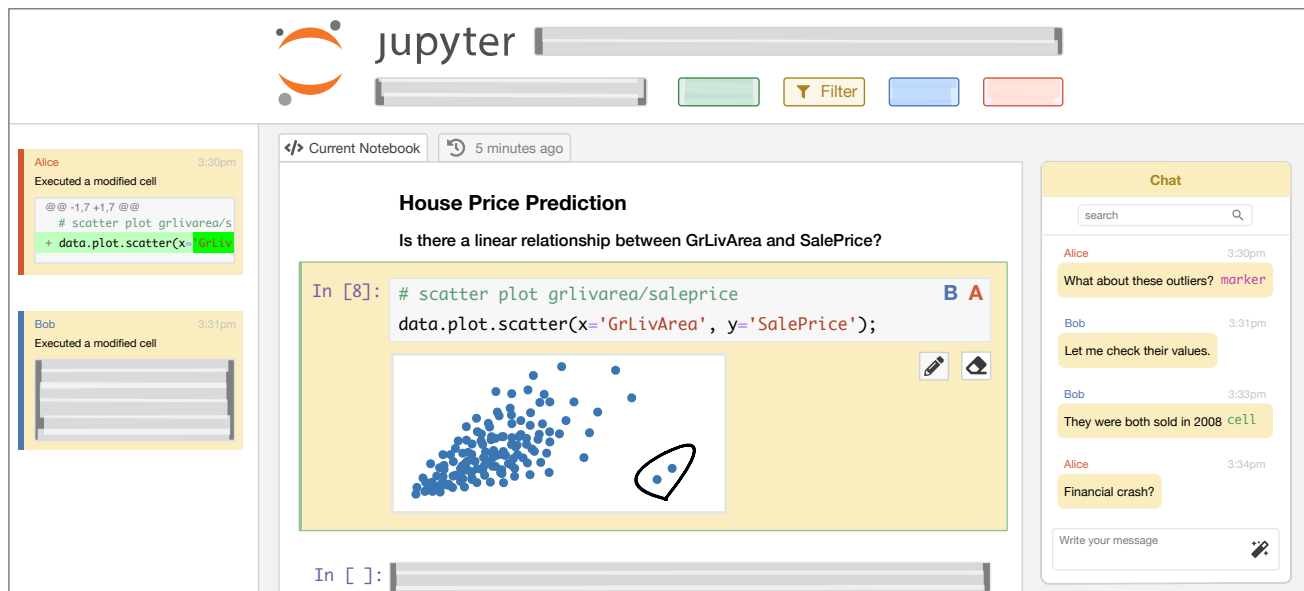 jupyter
Filter
Alice 3:30pm
Executed a modified cell
@@ -1,7 +1,7 @@
# scatter plot grlivarea/s
+ data.plot.scatter(x='GrLiv
Bob 3:31pm
Executed a modified cell
</> Current Notebook
5 minutes ago
House Price Prediction
Is there a linear relationship between GrLivArea and SalePrice?
In [8]: # scatter plot grlivarea/saleprice B A
data.plot.scatter(x='GrLivArea', y='SalePrice');
In [ ]:
Chat
search
Alice 3:30pm
What about these outliers? marker
Bob 3:31pm
Let me check their values.
Bob 3:33pm
They were both sold in 2008 cell
Alice 3:34pm
Financial crash?
Write your message